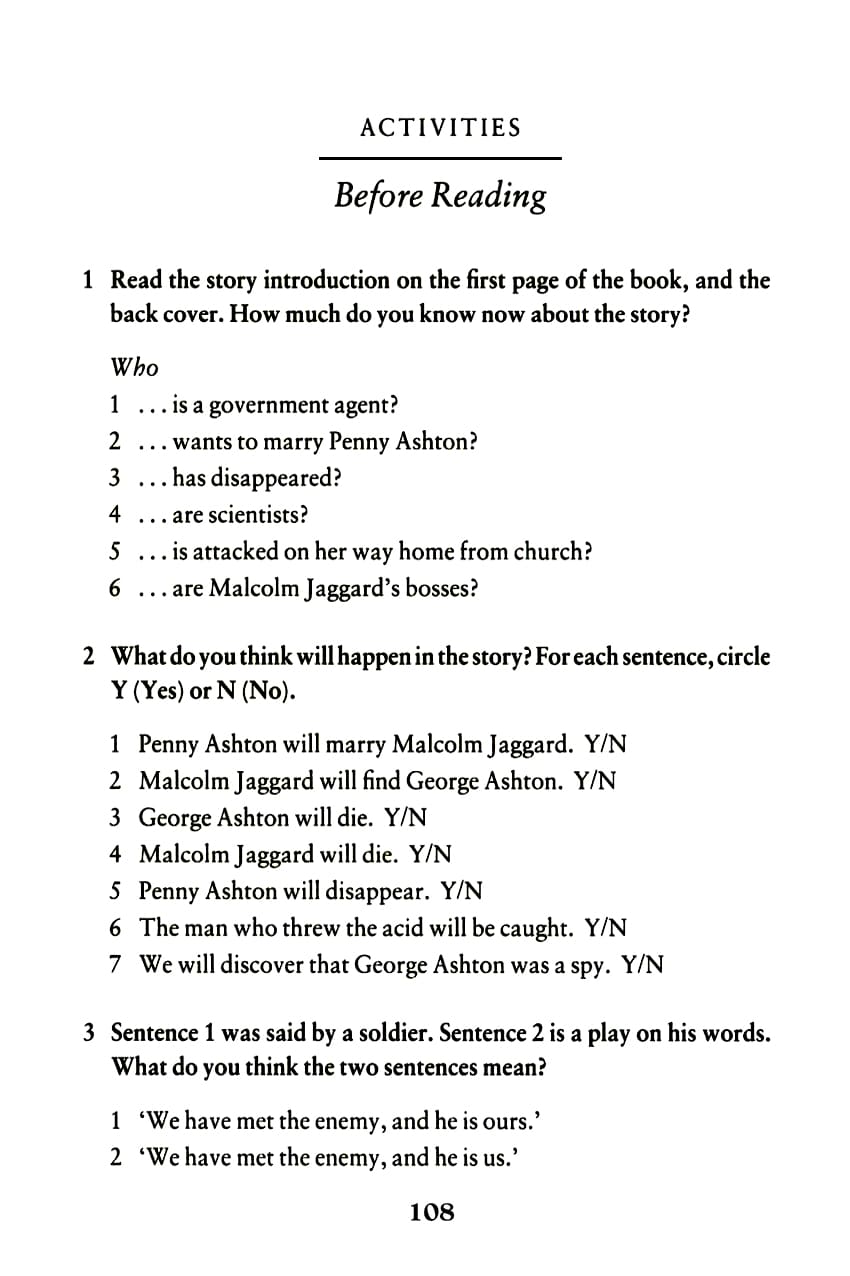 ACTIVITIES
Before Reading
1 Read the story introduction on the first page of the book, and the
back cover. How much do you know now about the story?
Who
1 ... is a government agent?
2 ... wants to marry Penny Ashton?
3 ... has disappeared?
4 ... are scientists?
5 ... is attacked on her way home from church?
6 ... are Malcolm Jaggard's bosses?
2 What do you think will happen in the story? For each sentence, circle
Y (Yes) or N (No).
1 Penny Ashton will marry Malcolm Jaggard. Y/N
2 Malcolm Jaggard will find George Ashton. Y/N
3 George Ashton will die. Y/N
4 Malcolm Jaggard will die. Y/N
5 Penny Ashton will disappear. Y/N
6 The man who threw the acid will be caught. Y/N
7 We will discover that George Ashton was a spy. Y/N
3 Sentence 1 was said by a soldier. Sentence 2 is a play on his words.
What do you think the two sentences mean?
1 ‘We have met the enemy, and he is ours.’
2 ‘We have met the enemy, and he is us.’
108